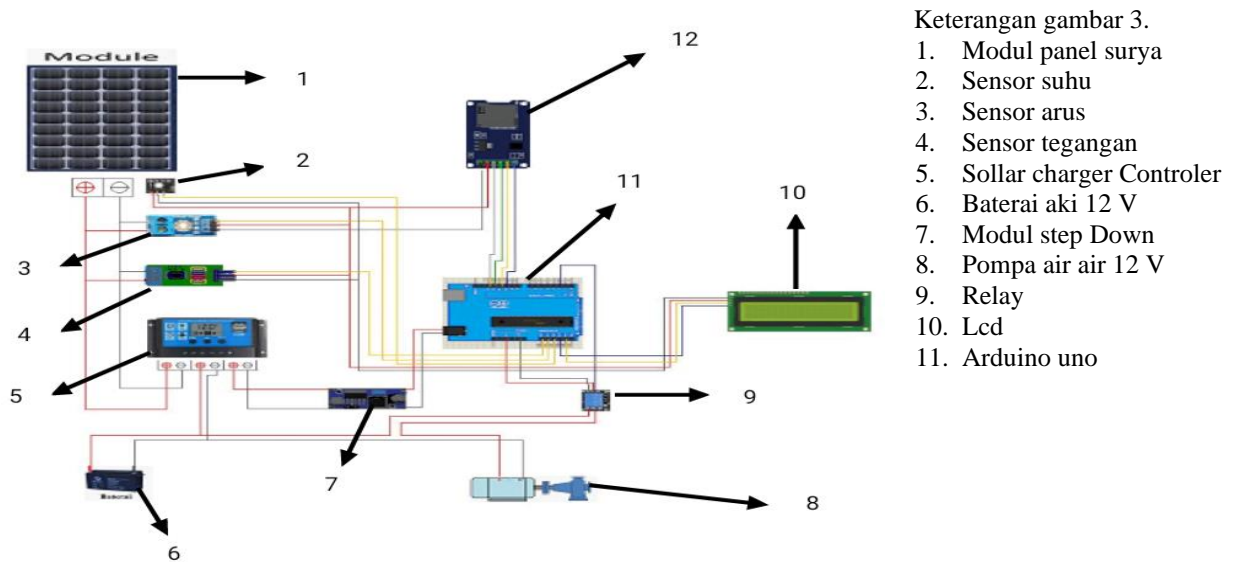 Keterangan gambar 3.
1. Modul panel surya
2. Sensor suhu
3. Sensor arus
4. Sensor tegangan
5. Sollar charger Controler
6. Baterai aki 12 V
7. Modul step Down
8. Pompa air air 12 V
9. Relay
10. Lcd
11. Arduino uno
Module
1
2
3
4
5
6
7
8
9
10
11
12